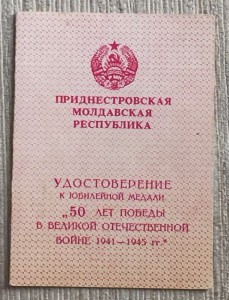 ПРИДНЕСТРОВСКАЯ
МОЛДАВСКАЯ
РЕСПУБЛИКА
УДОСТОВЕРЕНИЕ
К ЮБИЛЕЙНОЙ МЕДАЛИ
„50 ЛЕТ ПОБЕДЫ
В ВЕЛИКОЙ ОТЕЧЕСТВЕННОЙ
ВОЙНЕ 1941—1945 гг."